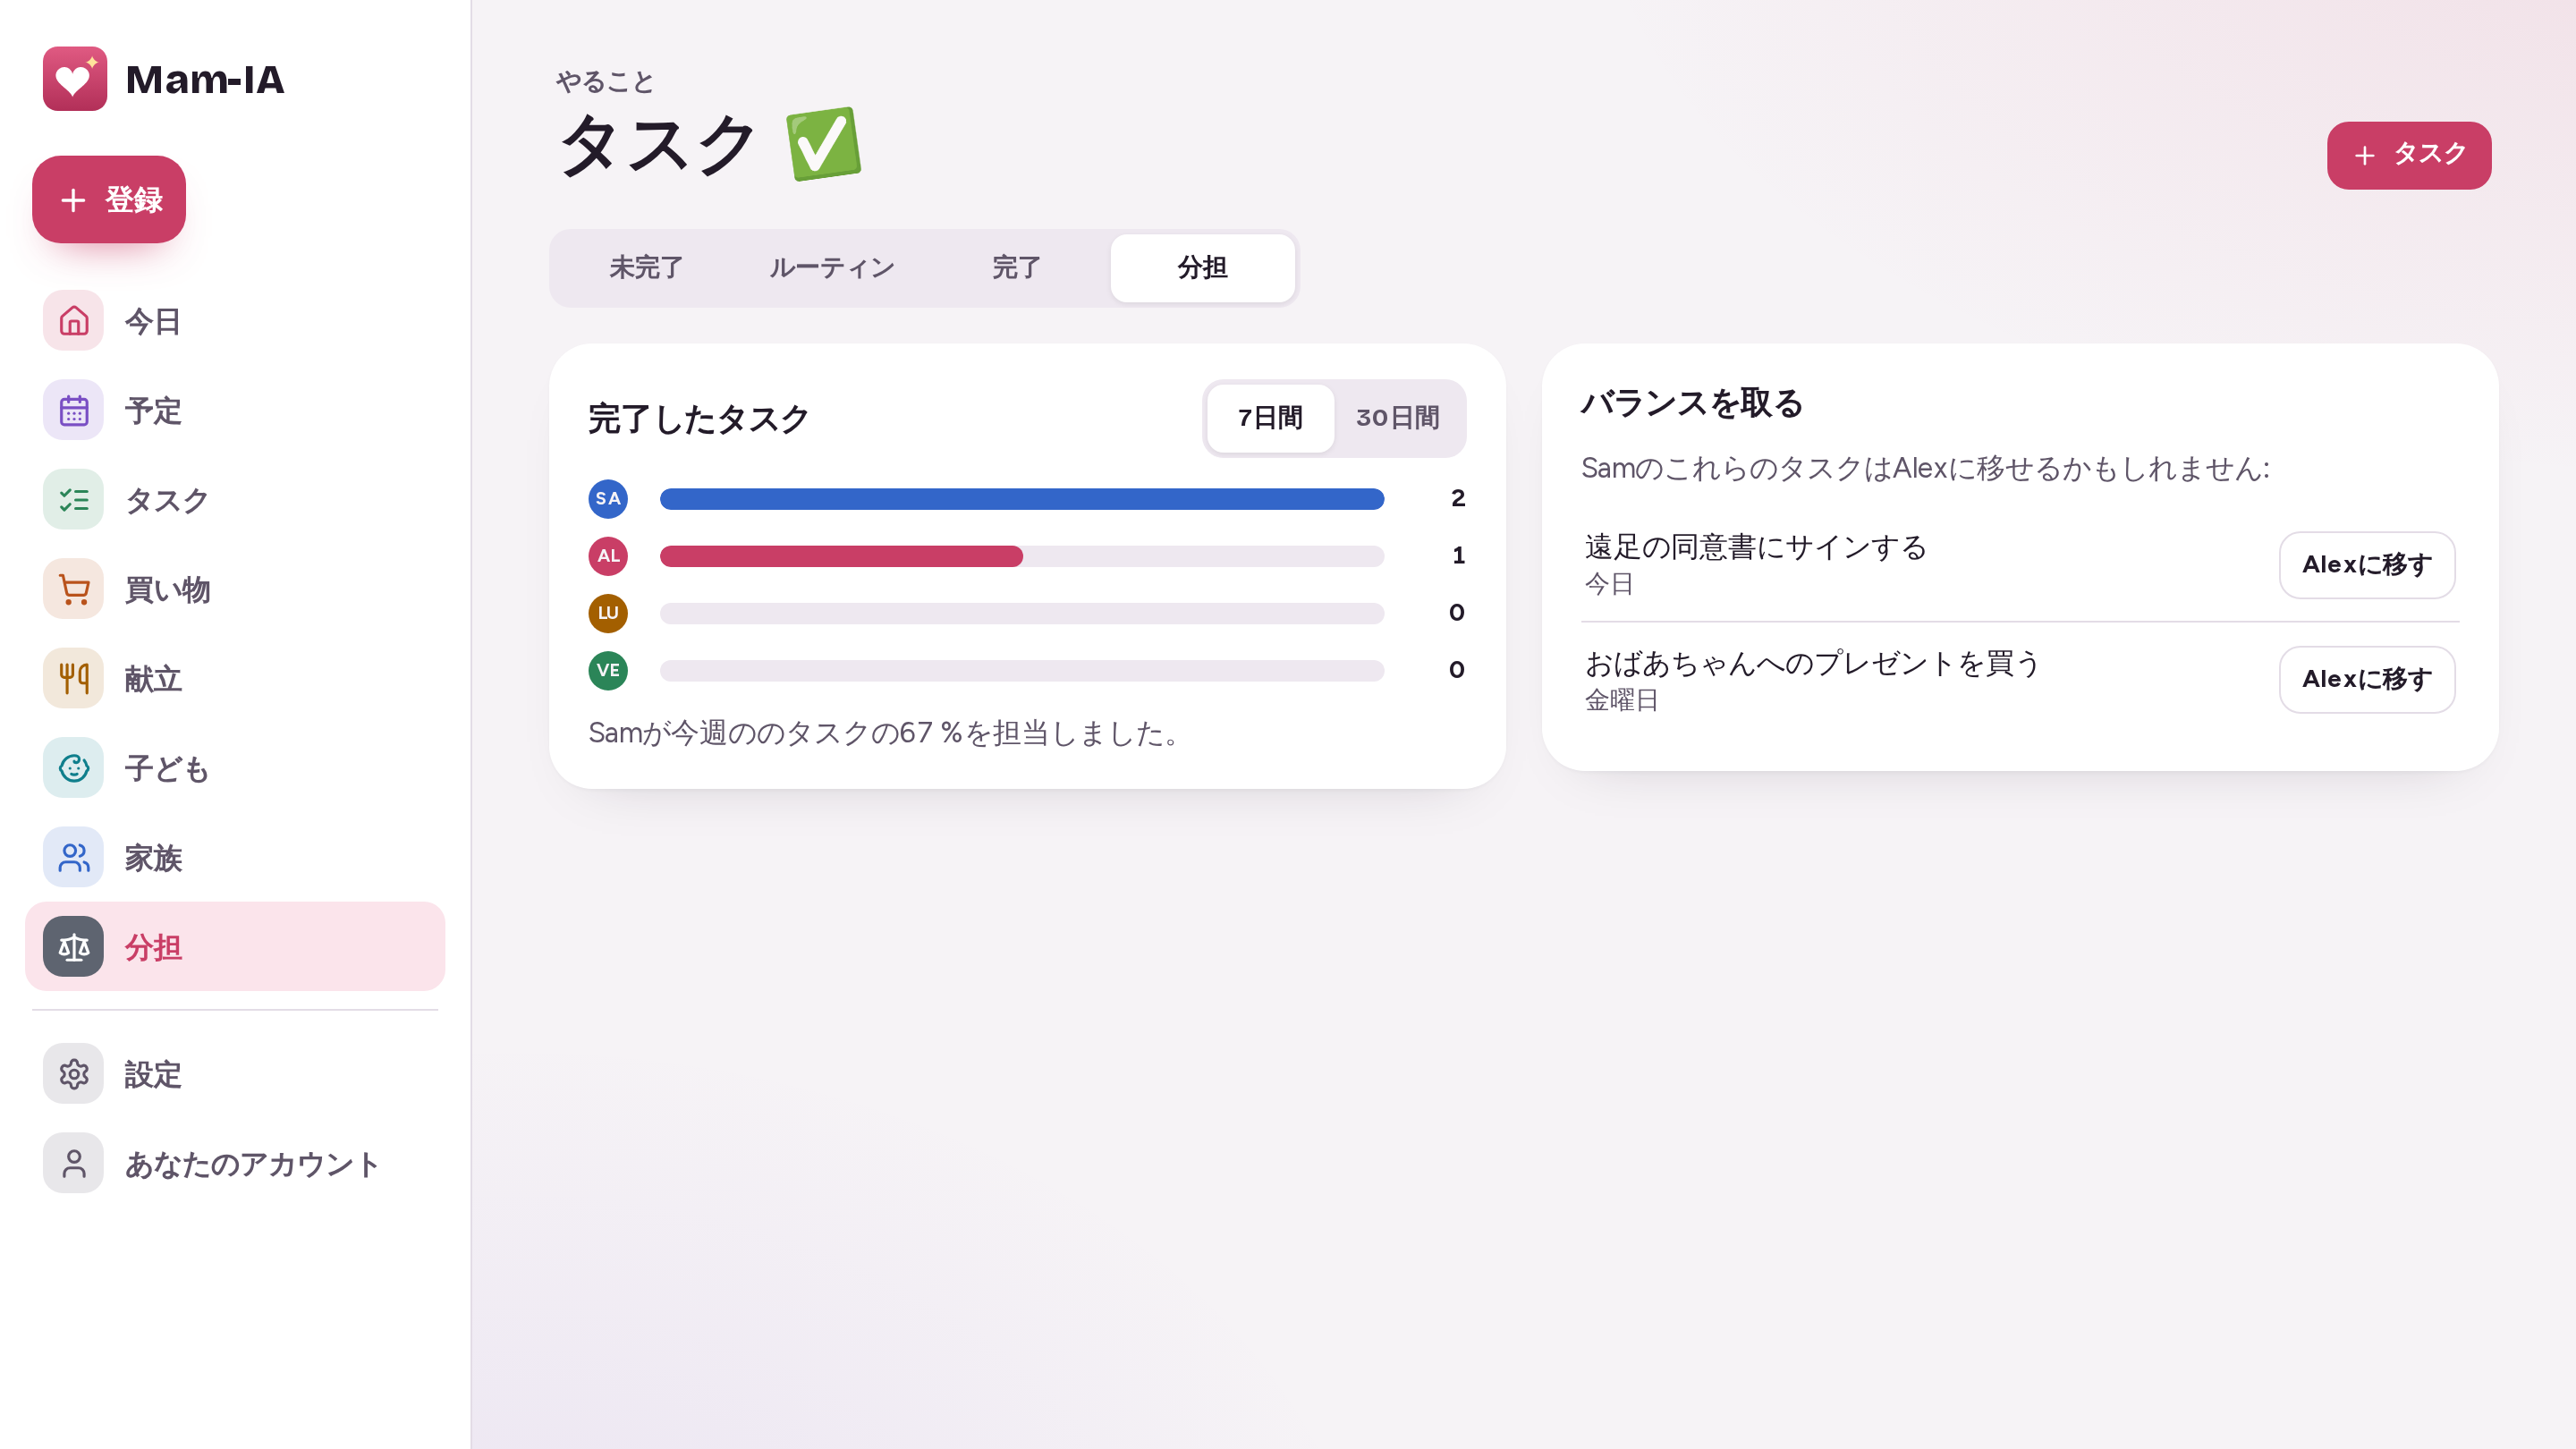 Mam-IA
登録
今日
予定
タスク
買い物
献立
子ども
家族
分担
設定
あなたのアカウント
やること
タスク ✅
タスク
未完了
ルーティン
完了
分担
完了したタスク
7日間
30日間
SA
2
AL
1
LU
0
VE
0
Samが今週ののタスクの67 %を担当しました。
バランスを取る
SamのこれらのタスクはAlexに移せるかもしれません:
遠足の同意書にサインする
今日
Alexに移す
おばあちゃんへのプレゼントを買う
金曜日
Alexに移す